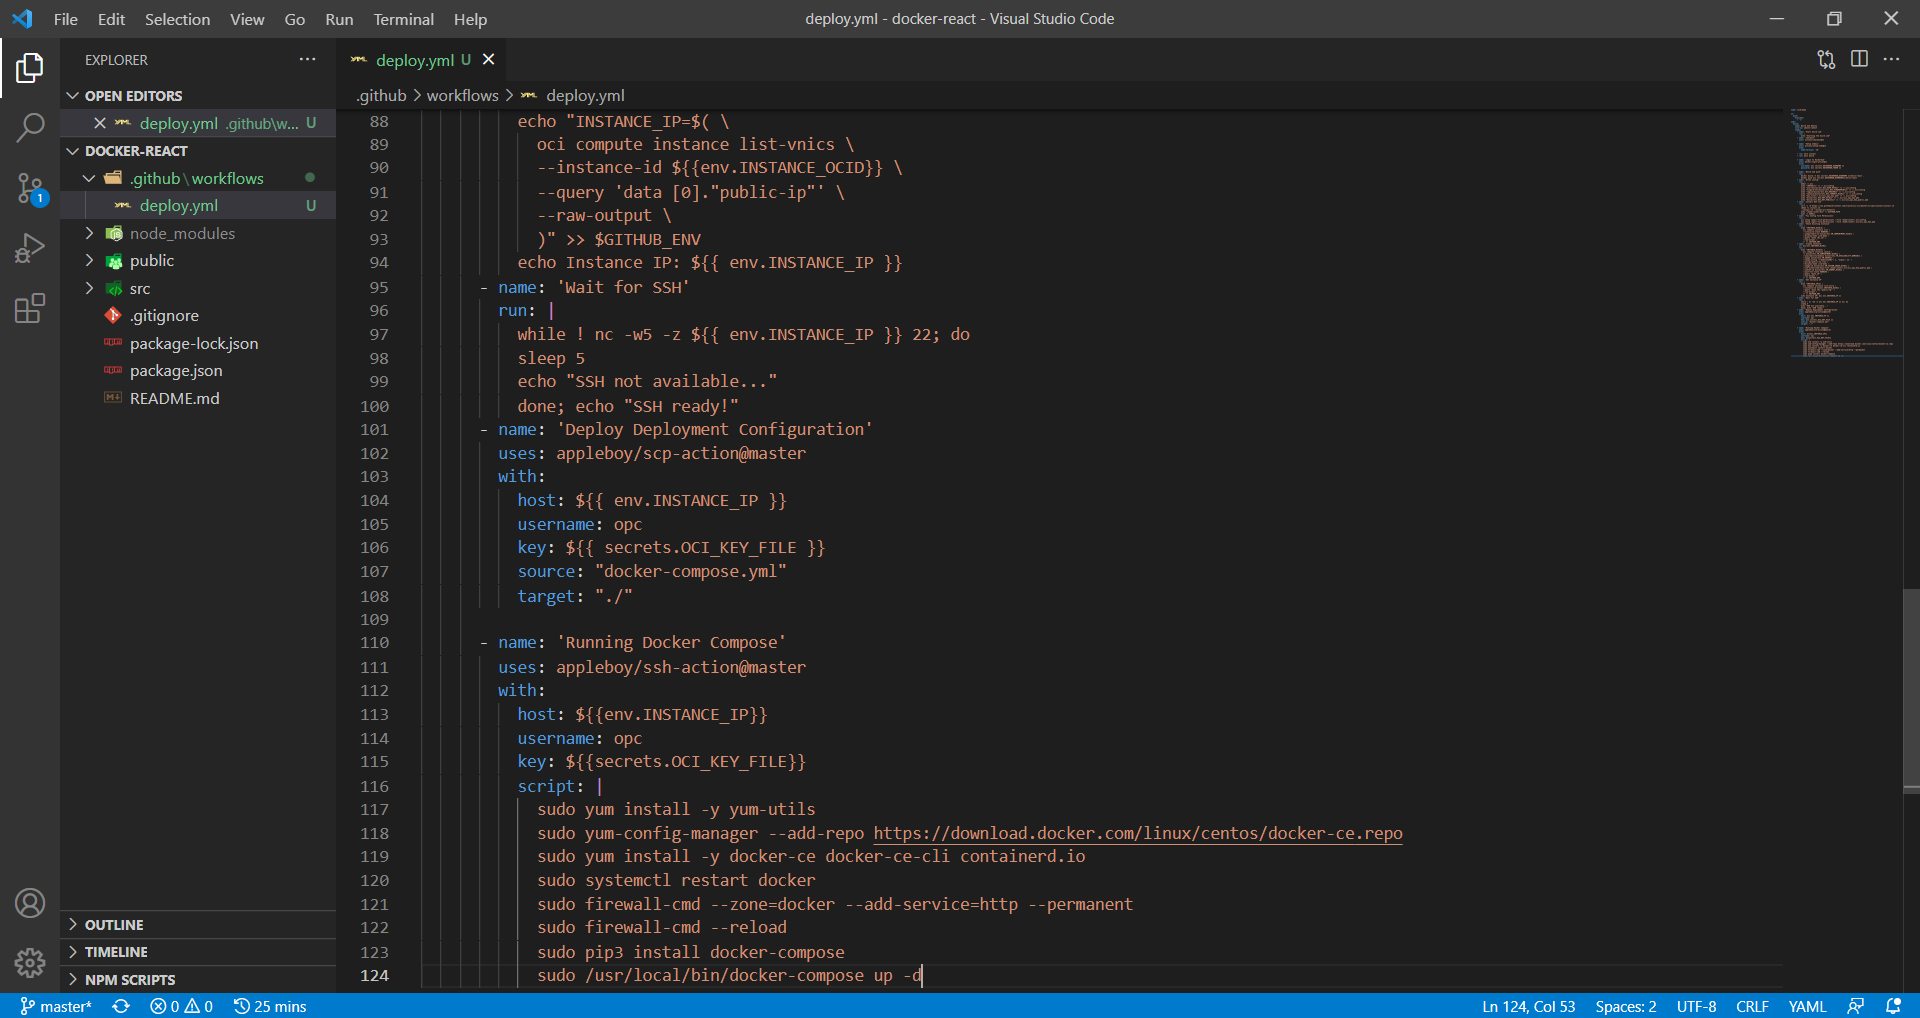 File Edit Selection View Go Run Terminal Help
deploy.yml - docker-react - Visual Studio Code
EXPLORER
OPEN EDITORS
deploy.yml .github\w... U
DOCKER-REACT
.github\workflows
deploy.yml U
node_modules
public
src
.gitignore
package-lock.json
package.json
README.md
OUTLINE
TIMELINE
NPM SCRIPTS
1
deploy.yml U
.github > workflows > deploy.yml
88 echo "INSTANCE_IP=$( \
89 oci compute instance list-vnics \
90 --instance-id ${{env.INSTANCE_OCID}} \
91 --query 'data [0]."public-ip"' \
92 --raw-output \
93 )" >> $GITHUB_ENV
94 echo Instance IP: ${{ env.INSTANCE_IP }}
95 - name: 'Wait for SSH'
96 run: |
97 while ! nc -w5 -z ${{ env.INSTANCE_IP }} 22; do
98 sleep 5
99 echo "SSH not available..."
100 done; echo "SSH ready!"
101 - name: 'Deploy Deployment Configuration'
102 uses: appleboy/scp-action@master
103 with:
104 host: ${{ env.INSTANCE_IP }}
105 username: opc
106 key: ${{ secrets.OCI_KEY_FILE }}
107 source: "docker-compose.yml"
108 target: "./"
109
110 - name: 'Running Docker Compose'
111 uses: appleboy/ssh-action@master
112 with:
113 host: ${{env.INSTANCE_IP}}
114 username: opc
115 key: ${{secrets.OCI_KEY_FILE}}
116 script: |
117 sudo yum install -y yum-utils
118 sudo yum-config-manager --add-repo https://download.docker.com/linux/centos/docker-ce.repo
119 sudo yum install -y docker-ce docker-ce-cli containerd.io
120 sudo systemctl restart docker
121 sudo firewall-cmd --zone=docker --add-service=http --permanent
122 sudo firewall-cmd --reload
123 sudo pip3 install docker-compose
124 sudo /usr/local/bin/docker-compose up -d
master* 0 0 25 mins Ln 124, Col 53 Spaces: 2 UTF-8 CRLF YAML